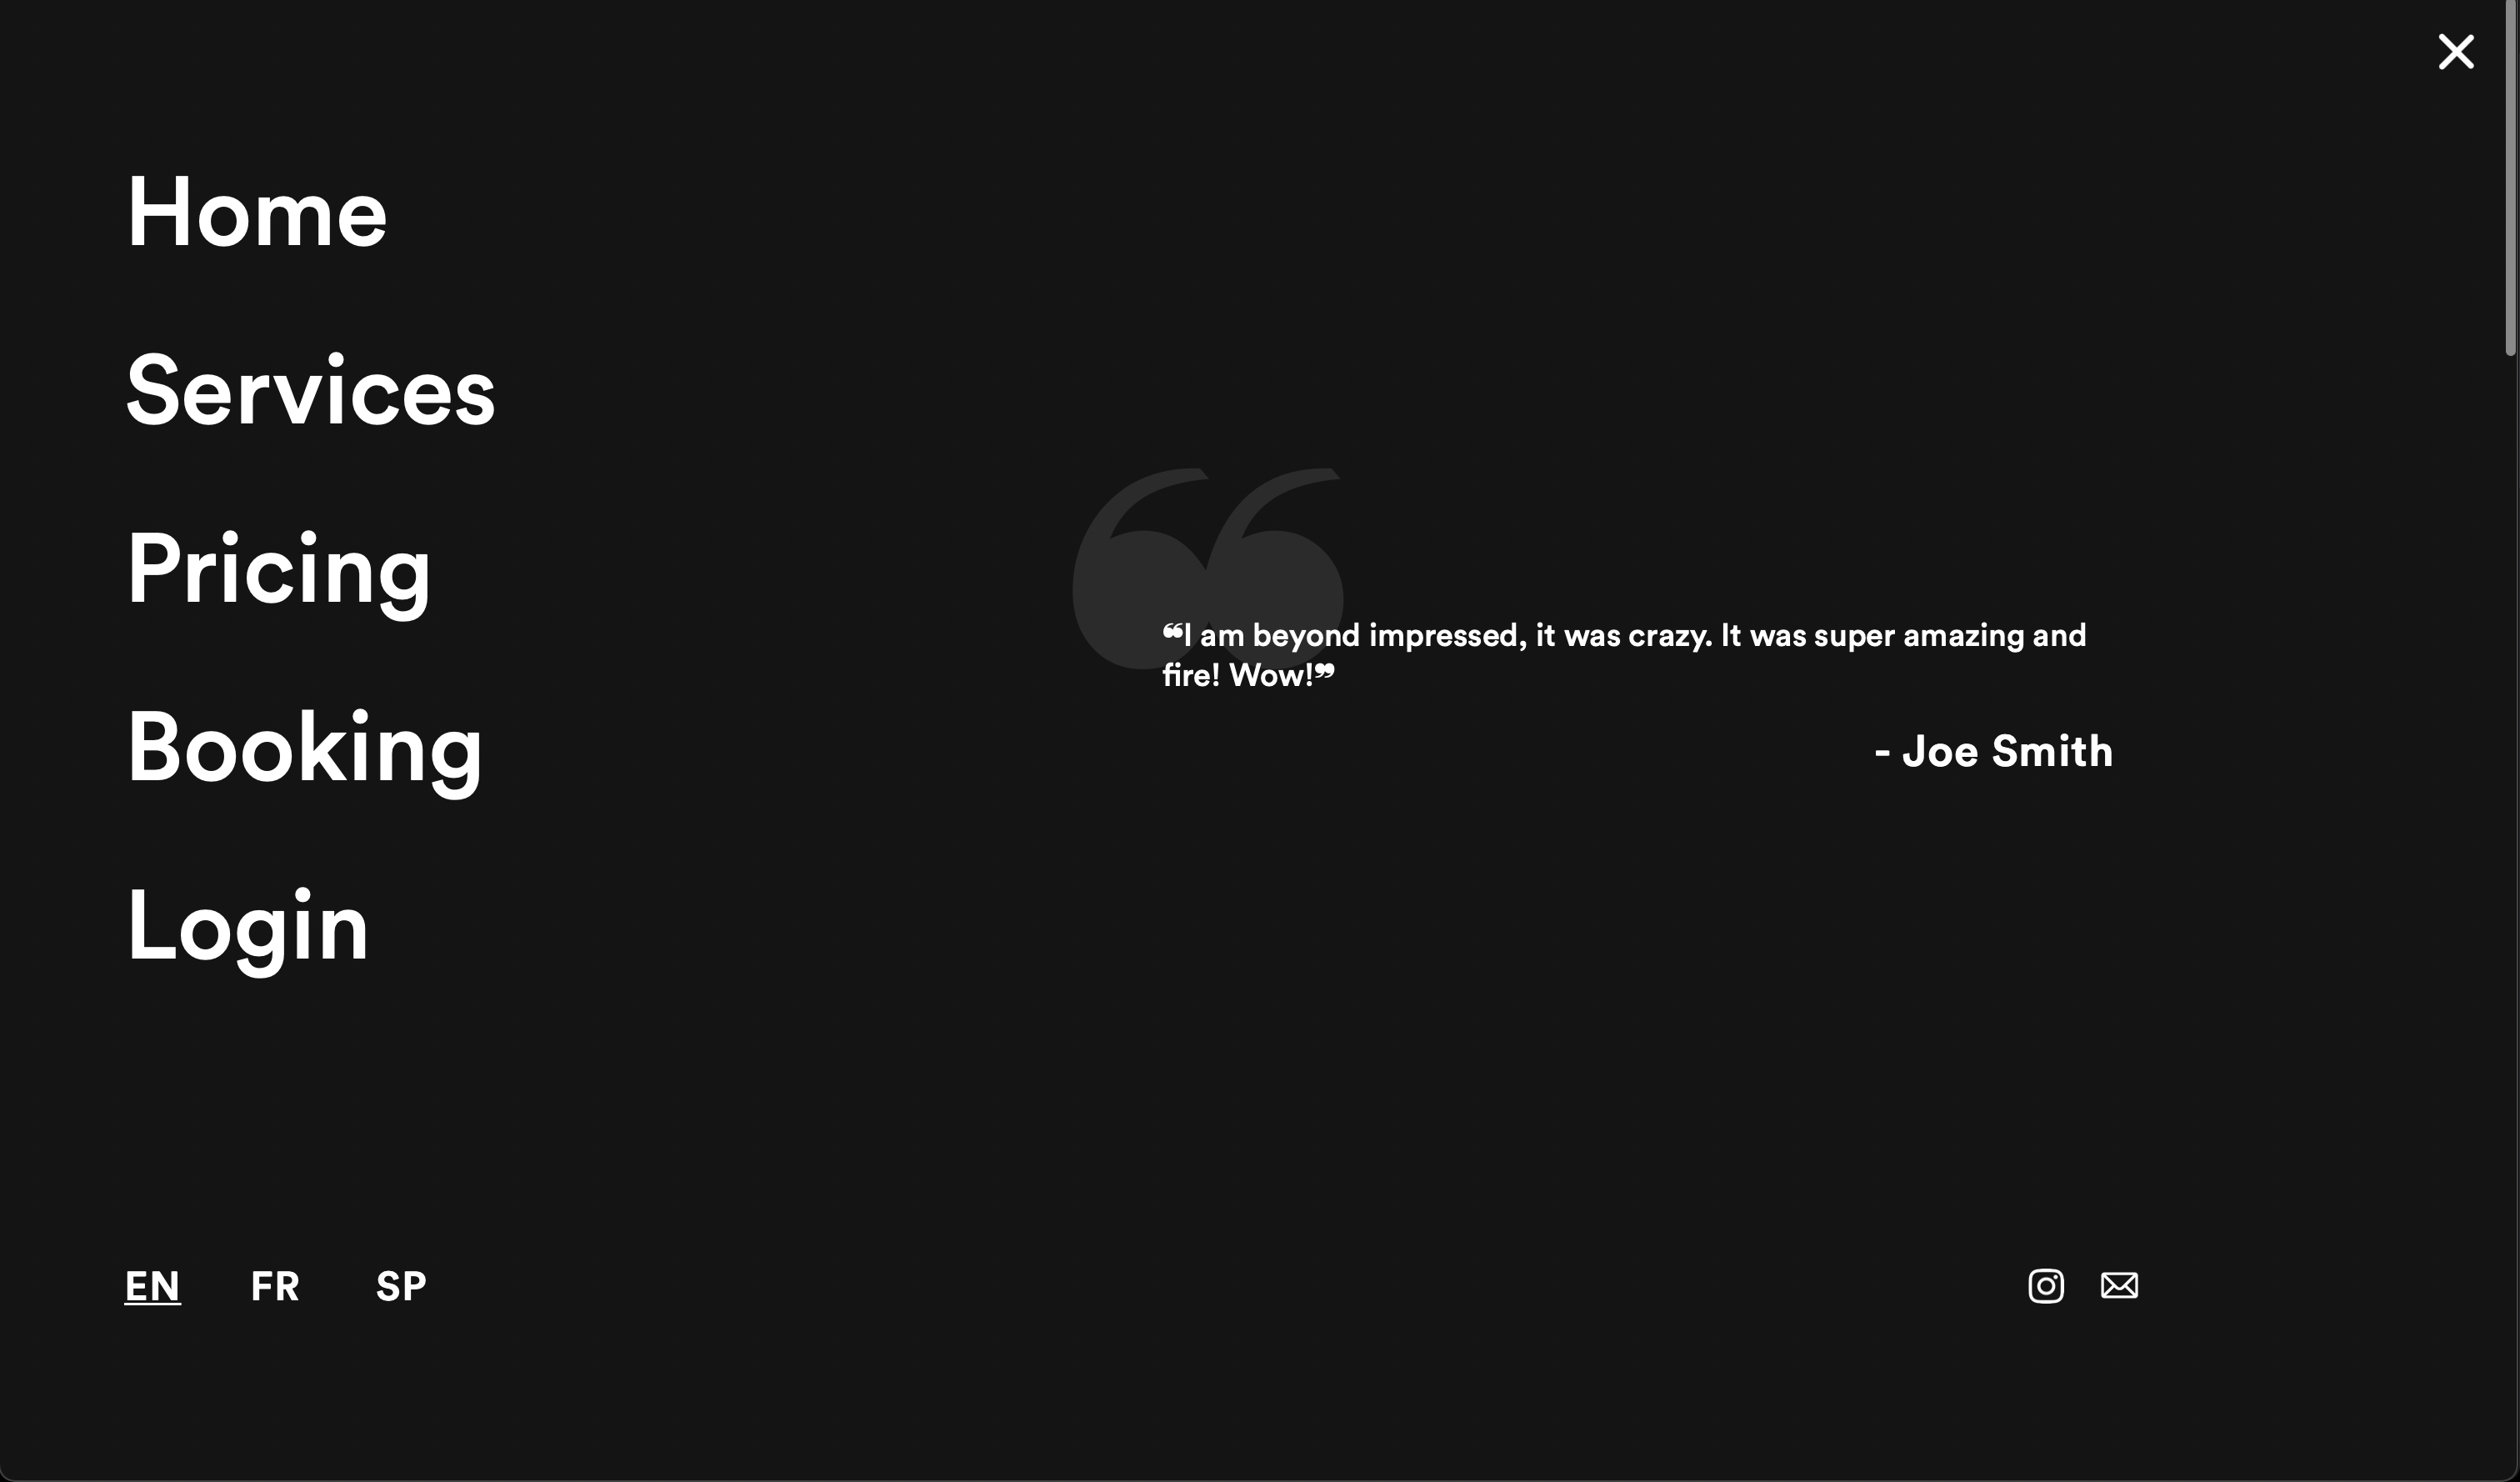 Home
Services
Pricing
Booking
Login
❝I am beyond impressed, it was crazy. It was super amazing and
fire! Wow!❞
- Joe Smith
EN FR SP